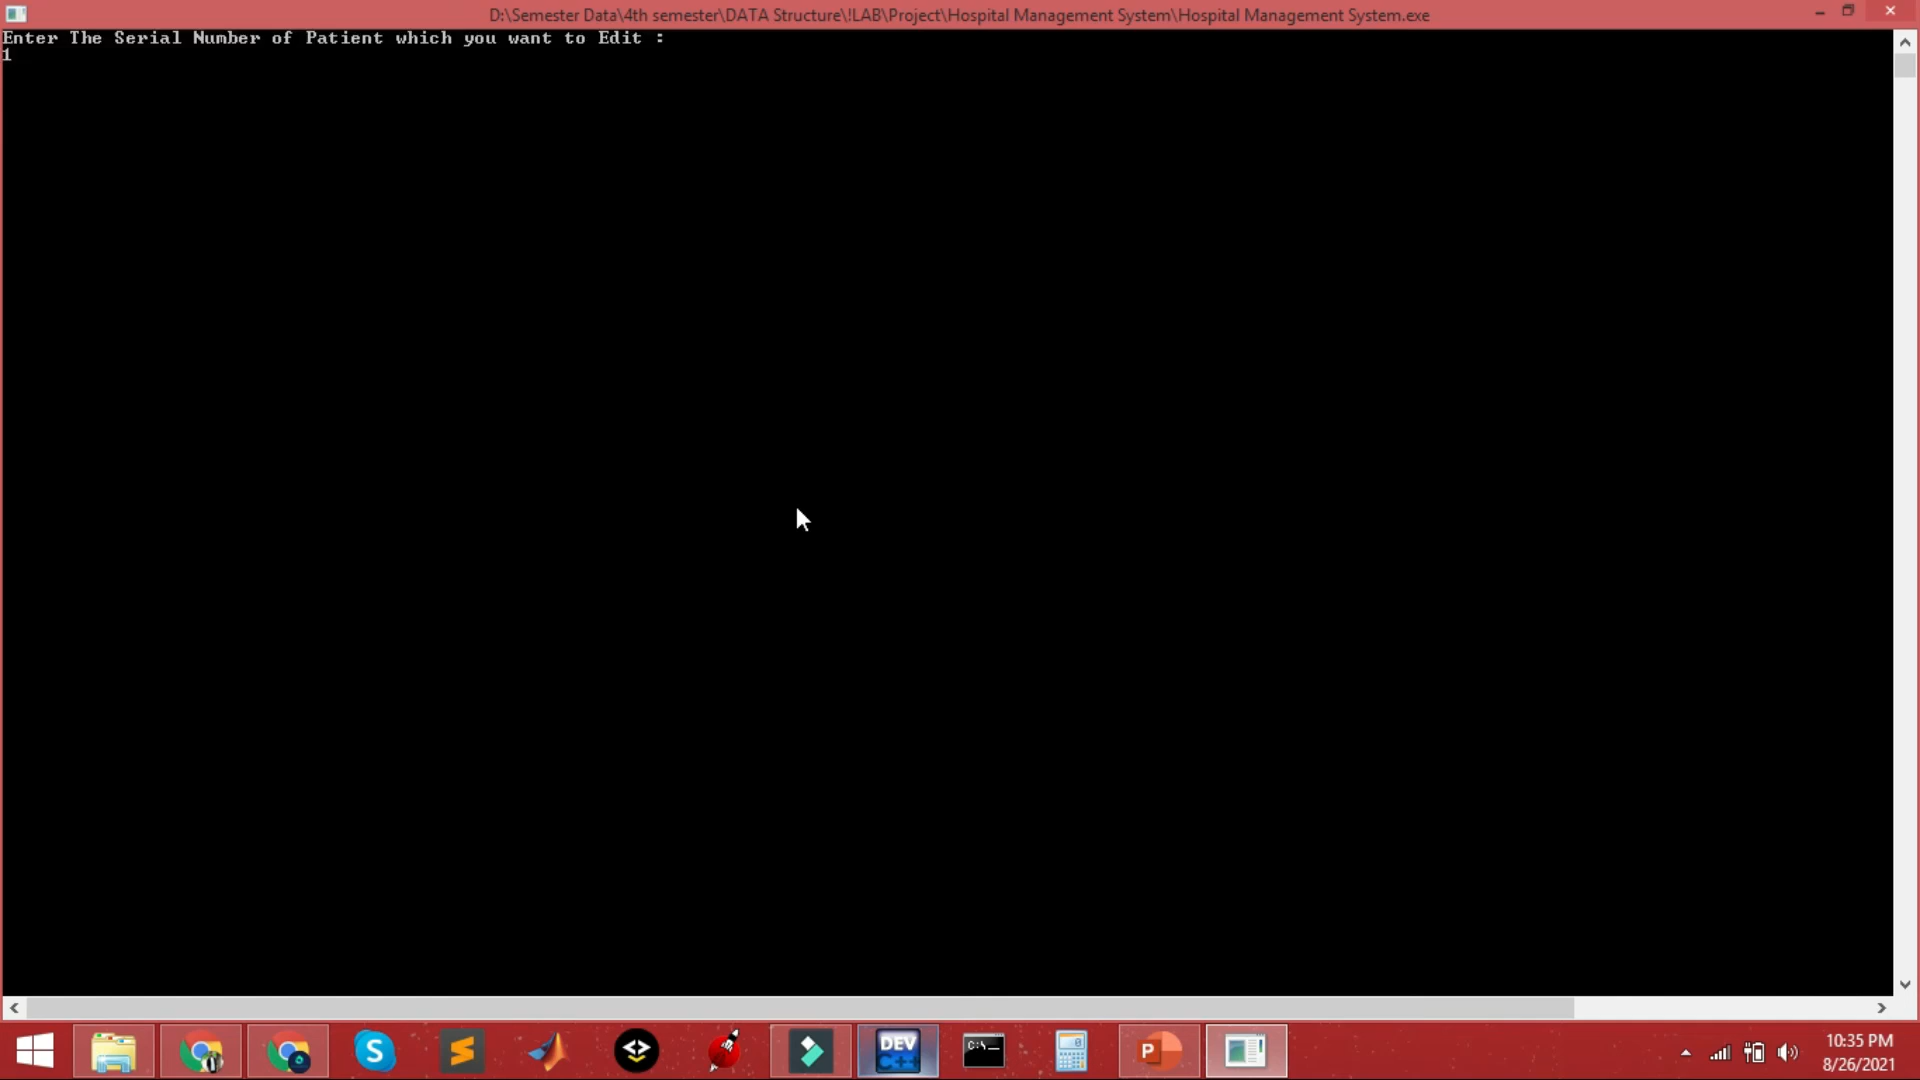 D:\Semester Data\4th semester\DATA Structure\!LAB\Project\Hospital Management System\Hospital Management System.exe
Enter The Serial Number of Patient which you want to Edit :
1
S
DEV
C++
C:\_
0
P
10:35 PM
8/26/2021